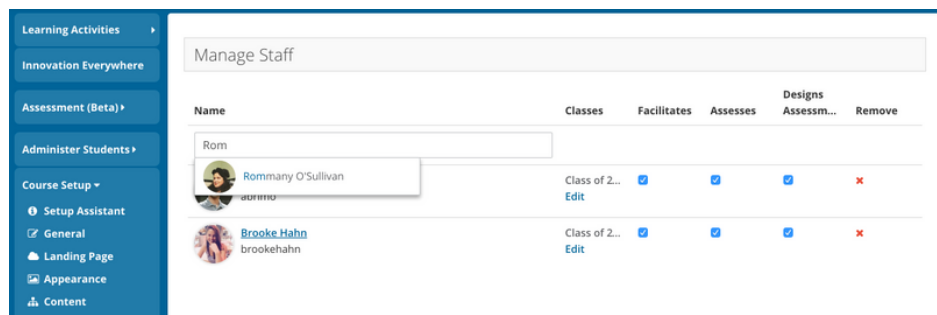 Learning Activities
Innovation Everywhere
Assessment (Beta)
Administer Students
Course Setup
Setup Assistant
General
Landing Page
Appearance
Content
Manage Staff
Name Classes Facilitates Assesses Designs Assessm... Remove
Rom
Rommany O'Sullivan
abrimo
Class of 2...
Edit
Brooke Hahn
brookehahn
Class of 2...
Edit